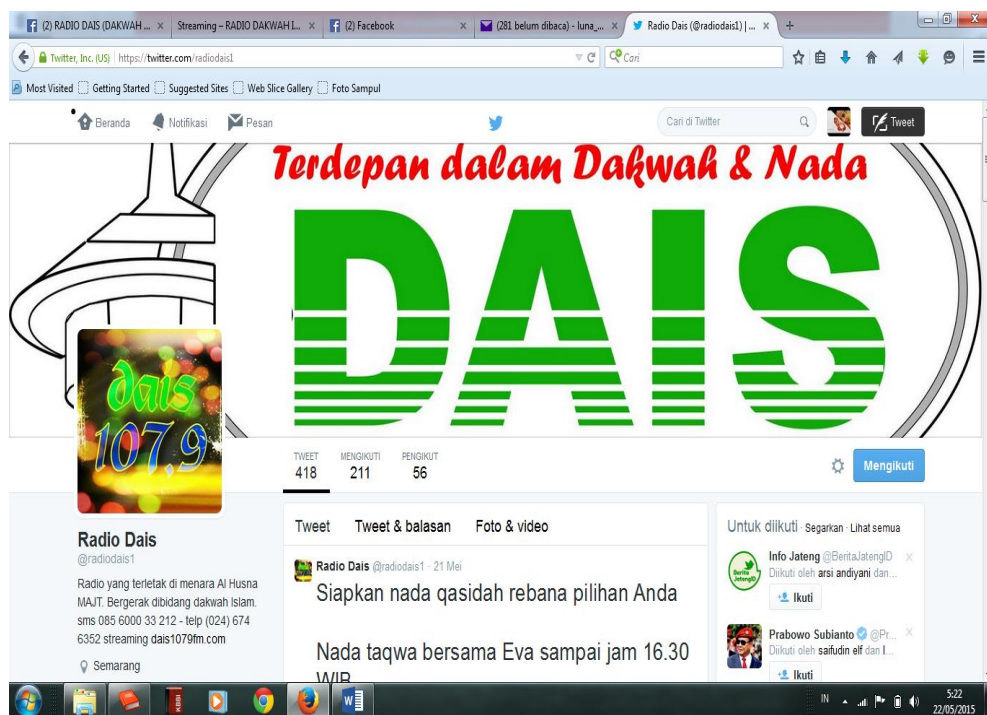 (2) RADIO DAIS (DAKWAH ...
Streaming – RADIO DAKWAH I...
(2) Facebook
(281 belum dibaca) - luna_...
Radio Dais (@radiodais1) | ...
Twitter, Inc. (US) https://twitter.com/radiodais1
Cari
Most Visited Getting Started Suggested Sites Web Slice Gallery Foto Sampul
Beranda Notifikasi Pesan
Cari di Twitter
Tweet
Terdepan dalam Dakwah & Nada
DAIS
dais
107,9
TWEET MENGIKUTI PENGIKUT
418 211 56
Mengikuti
Radio Dais
@radiodais1
Radio yang terletak di menara Al Husna
MAJT. Bergerak dibidang dakwah Islam.
sms 085 6000 33 212 - telp (024) 674
6352 streaming dais1079fm.com
Semarang
Tweet Tweet & balasan Foto & video
Radio Dais @radiodais1 · 21 Mei
Siapkan nada qasidah rebana pilihan Anda
Nada taqwa bersama Eva sampai jam 16.30
WIB
Untuk diikuti · Segarkan · Lihat semua
Berita
JatengID
Info Jateng @BeritaJatengID
Diikuti oleh arsi andiyani dan...
Ikuti
Prabowo Subianto @Pr...
Diikuti oleh saifudin elf dan l...
Ikuti
KBBI
IN
5:22
22/05/2015